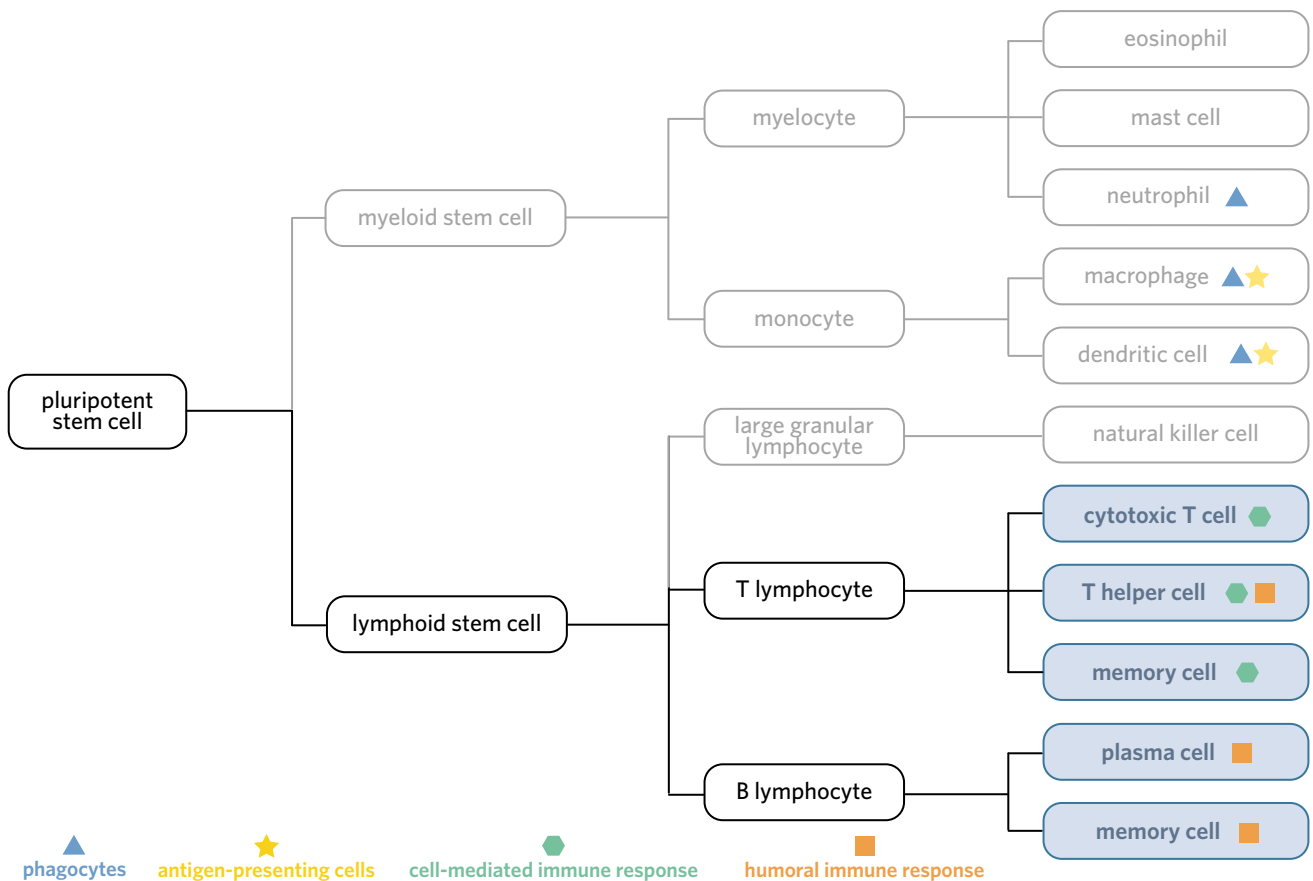 eosinophil
myelocyte
mast cell
neutrophil
myeloid stem cell
macrophage
monocyte
dendritic cell
pluripotent
stem cell
large granular
lymphocyte
natural killer cell
cytotoxic T cell
T lymphocyte
T helper cell
lymphoid stem cell
memory cell
plasma cell
B lymphocyte
memory cell
phagocytes
antigen-presenting cells
cell-mediated immune response
humoral immune response